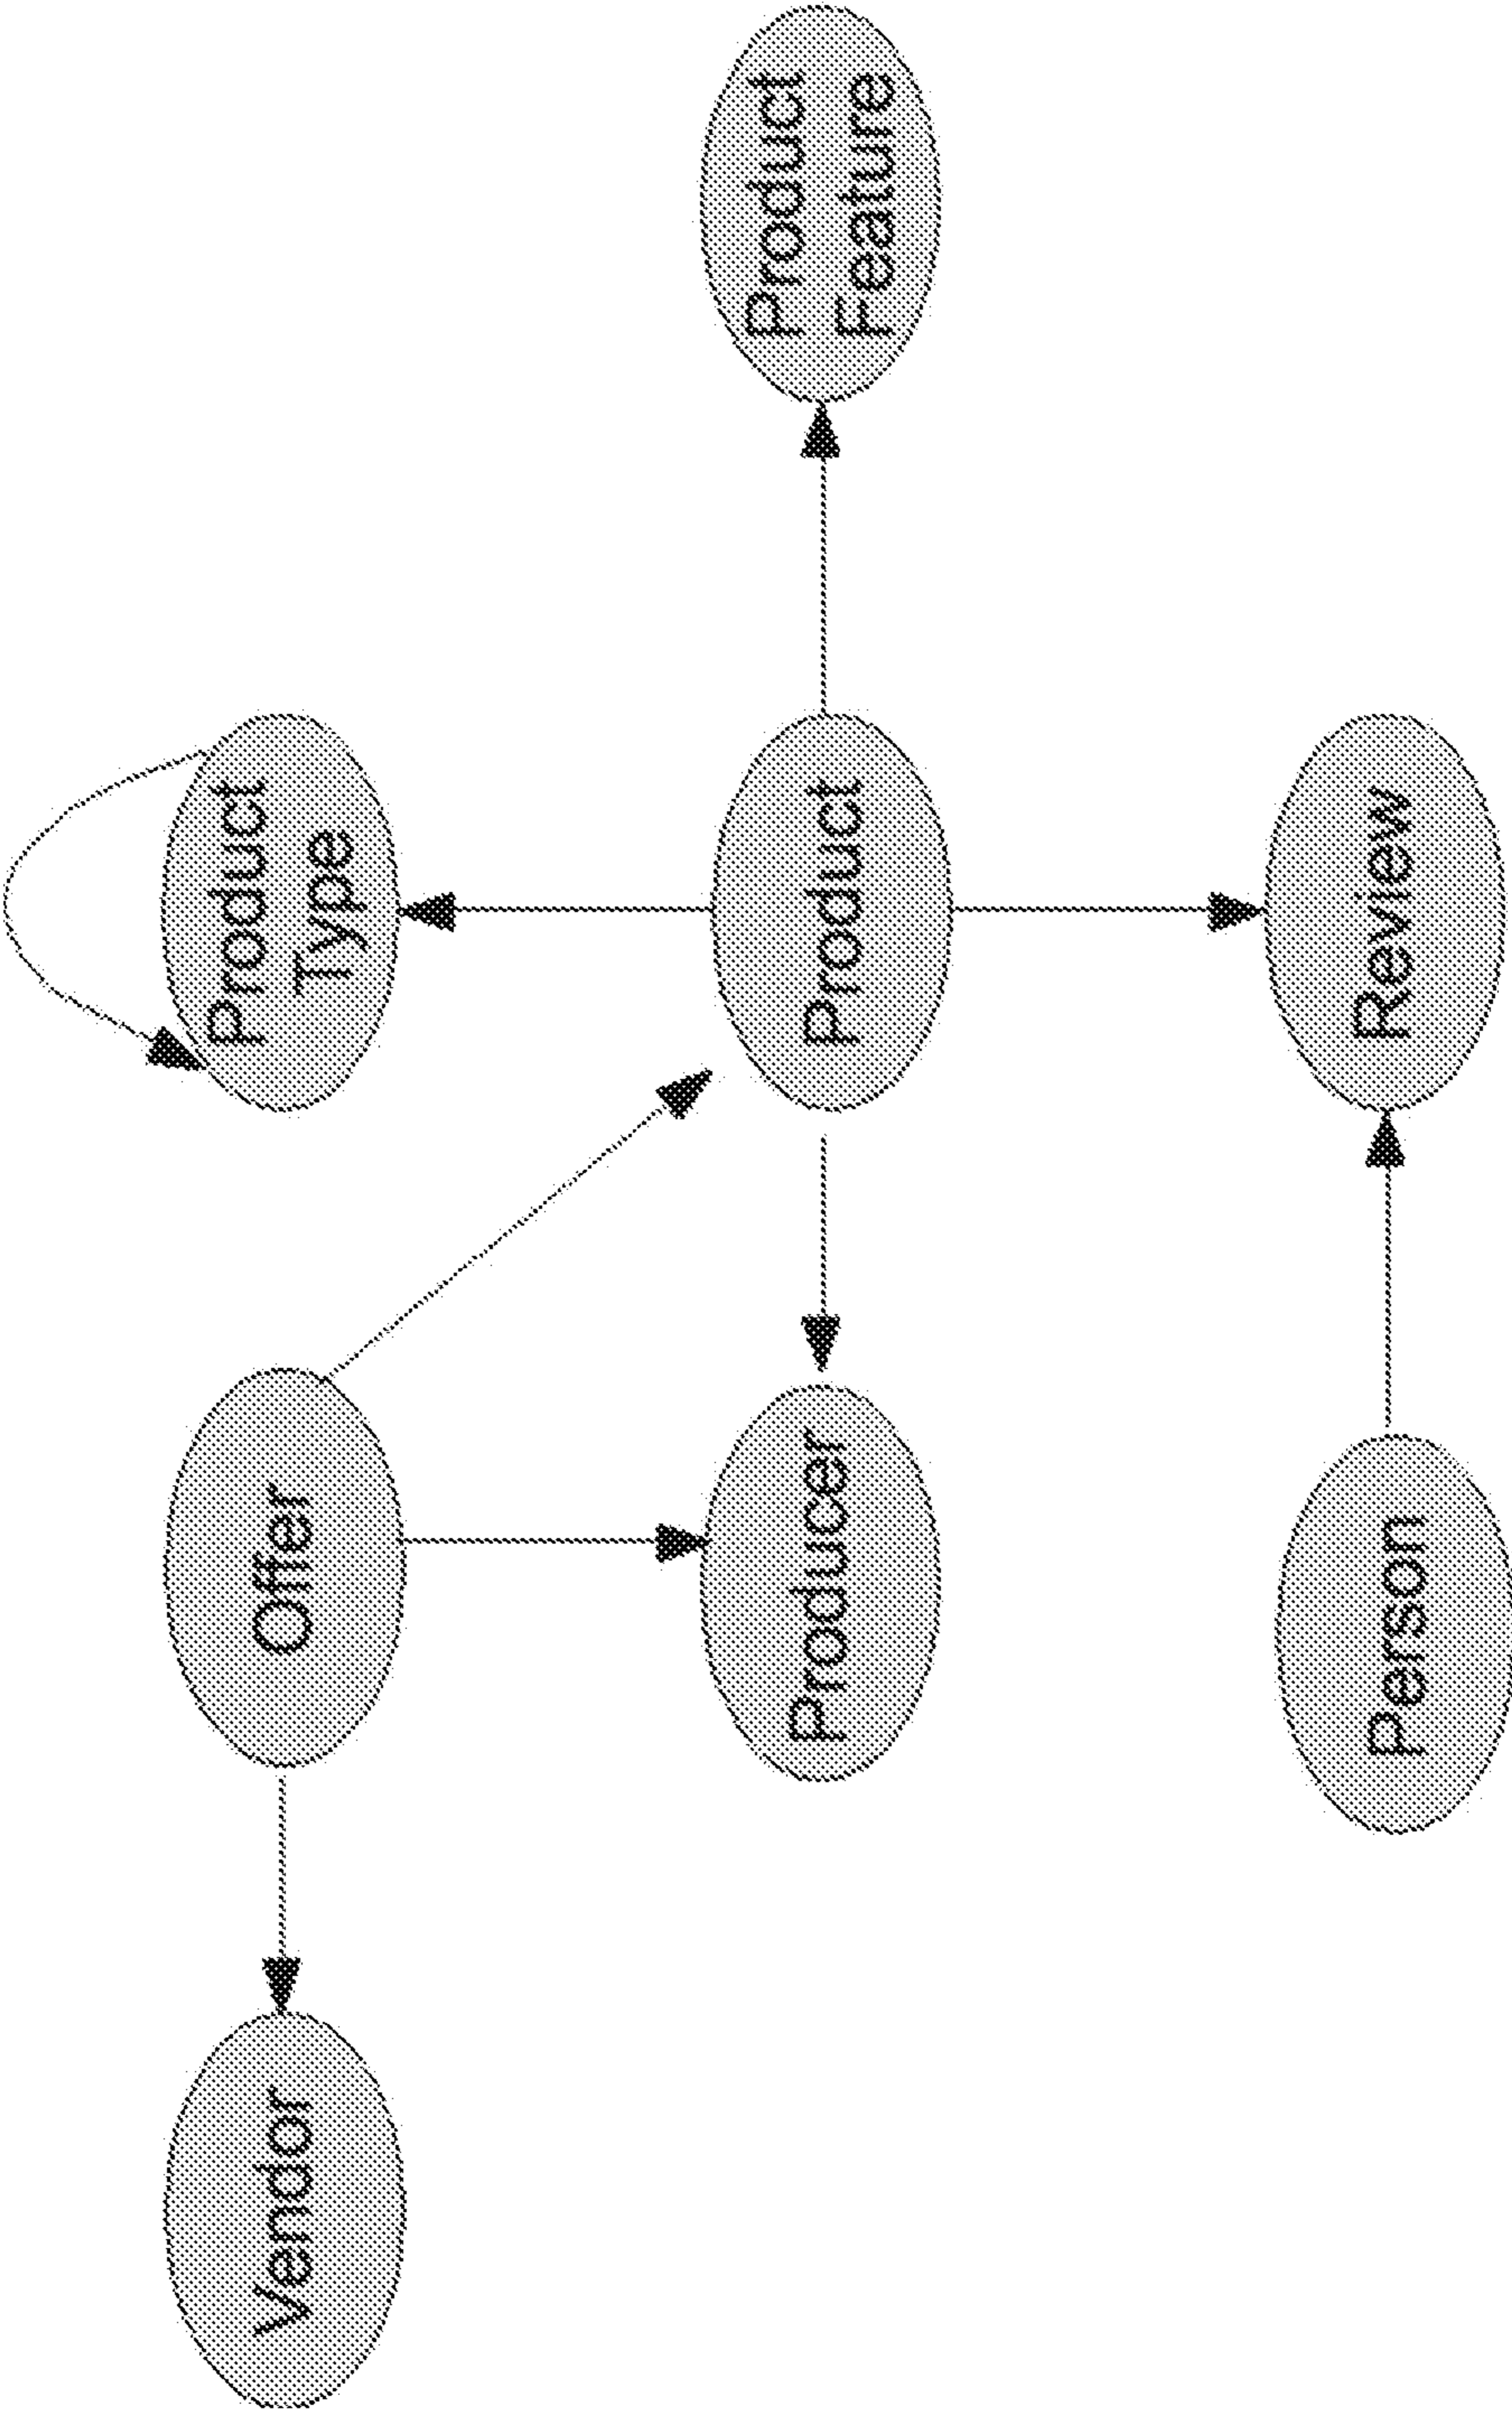 Vendor
Offer
Product
Type
Producer
Product
Product
Feature
Person
Review